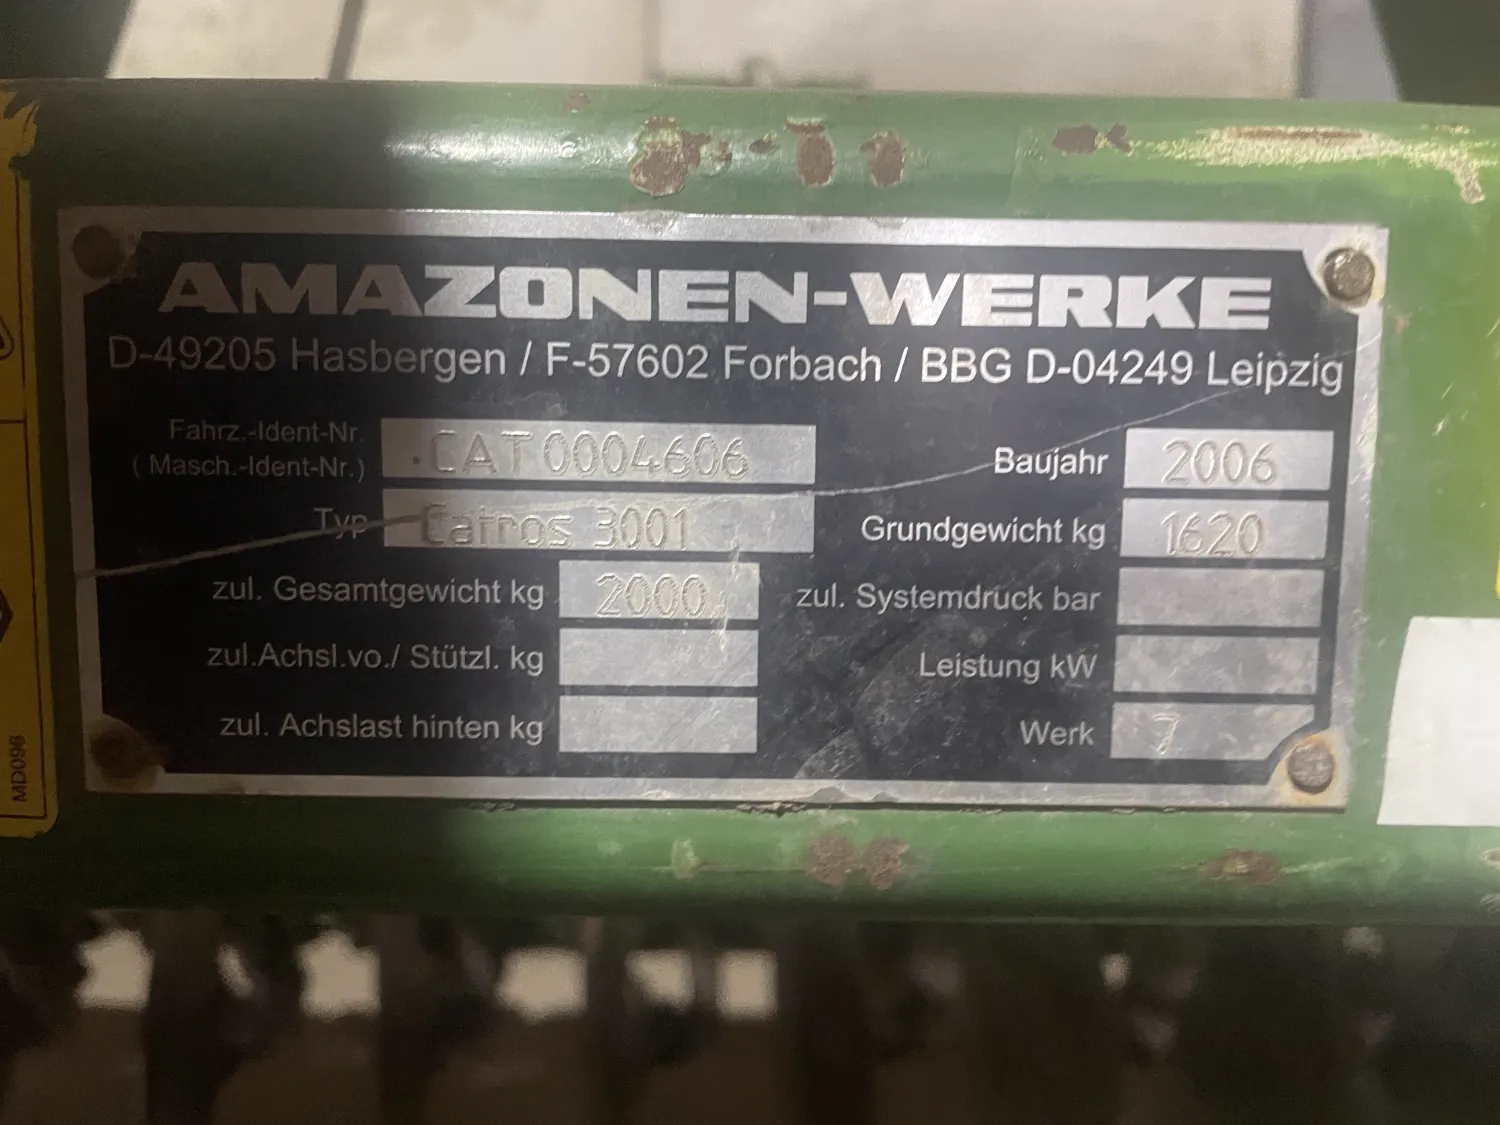 AMAZONEN-WERKE
D-49205 Hasbergen / F-57602 Forbach / BBG D-04249 Leipzig
Fahrz.-Ident-Nr.
(Masch.-Ident-Nr.) .CAT0004606
Baujahr 2006
Typ Cairos 3001
Grundgewicht kg 1620
zul. Gesamtgewicht kg 2000
zul. Systemdruck bar
zul.Achsl.vo./ Stützl. kg
Leistung kW
zul. Achslast hinten kg
Werk 7
MD096